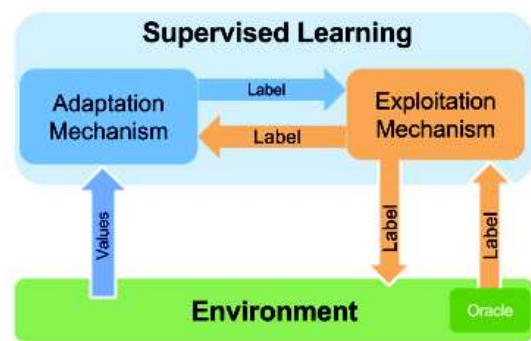 Supervised Learning
Adaptation
Mechanism
Label
Label
Exploitation
Mechanism
Values
Label
Label
Environment
Oracle